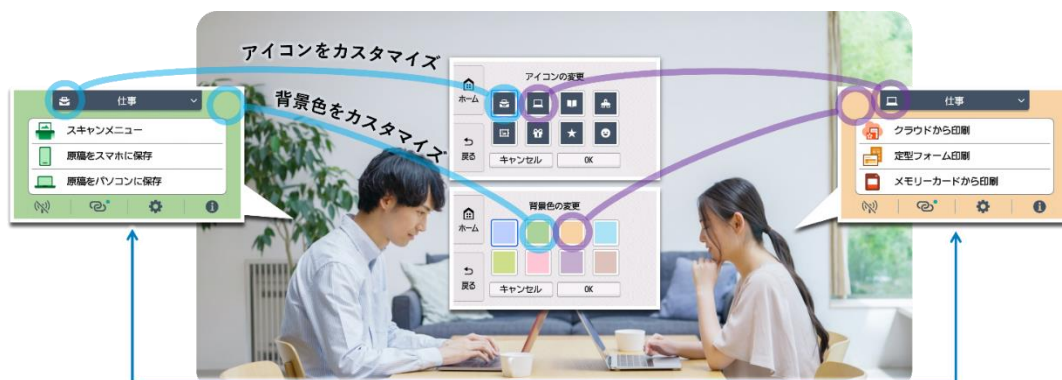 アイコンをカスタマイズ
背景色をカスタマイズ
仕事
スキャンメニュー
原稿をスマホに保存
原稿をパソコンに保存
アイコンの変更
ホーム
戻る
キャンセル
OK
背景色の変更
ホーム
戻る
キャンセル
OK
仕事
クラウドから印刷
定型フォーム印刷
メモリーカードから印刷